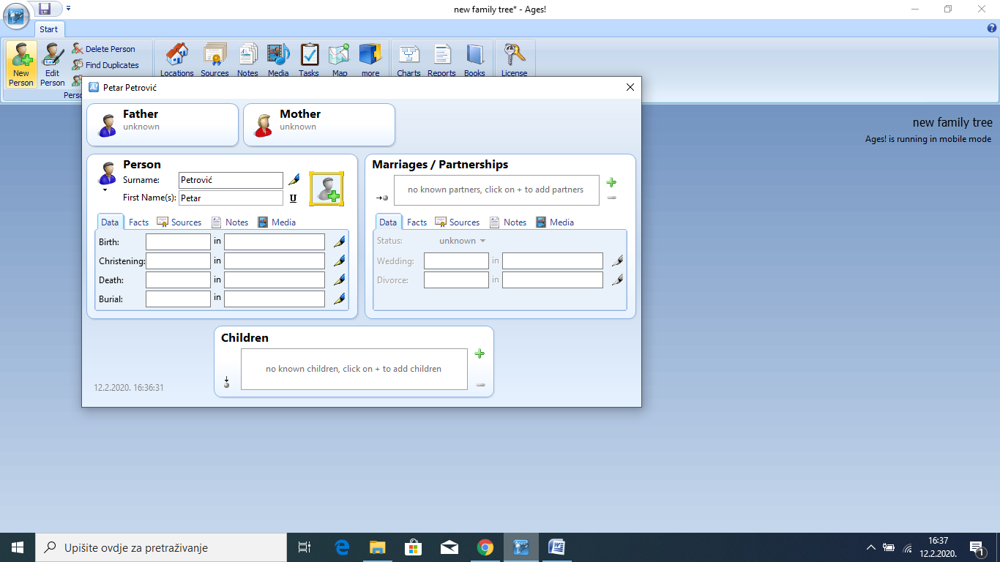 new family tree* - Ages!
Start
New Person
Edit Person
Delete Person
Find Duplicates
Locations
Sources
Notes
Media
Tasks
Map
more
Charts
Reports
Books
License
Petar Petrović
new family tree
Ages! is running in mobile mode
Father
unknown
Mother
unknown
Person
Surname: Petrović
First Name(s): Petar
U
Data Facts Sources Notes Media
Birth: in
Christening: in
Death: in
Burial: in
Marriages / Partnerships
no known partners, click on + to add partners
Data Facts Sources Notes Media
Status: unknown
Wedding: in
Divorce: in
Children
no known children, click on + to add children
12.2.2020. 16:36:31
Upišite ovdje za pretraživanje
16:37
12.2.2020.
1